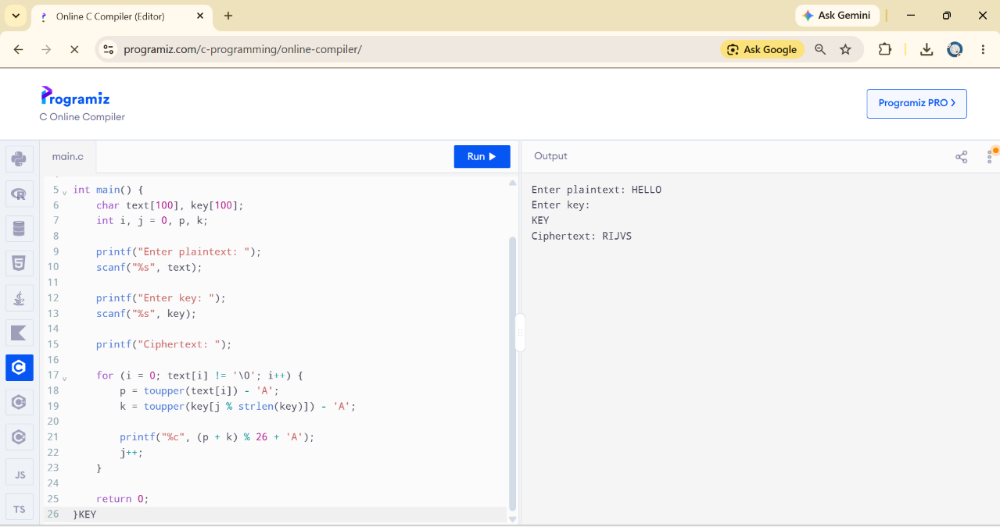 Online C Compiler (Editor)
Ask Gemini
programiz.com/c-programming/online-compiler/
Ask Google
Programiz
C Online Compiler
Programiz PRO
main.c
Run
Output
5 int main() {
6 char text[100], key[100];
7 int i, j = 0, p, k;
8
9 printf("Enter plaintext: ");
10 scanf("%s", text);
11
12 printf("Enter key: ");
13 scanf("%s", key);
14
15 printf("Ciphertext: ");
16
17 for (i = 0; text[i] != '\0'; i++) {
18 p = toupper(text[i]) - 'A';
19 k = toupper(key[j % strlen(key)]) - 'A';
20
21 printf("%c", (p + k) % 26 + 'A');
22 j++;
23 }
24
25 return 0;
26 }KEY
Enter plaintext: HELLO
Enter key:
KEY
Ciphertext: RIJVS
R
5
C
C
JS
TS